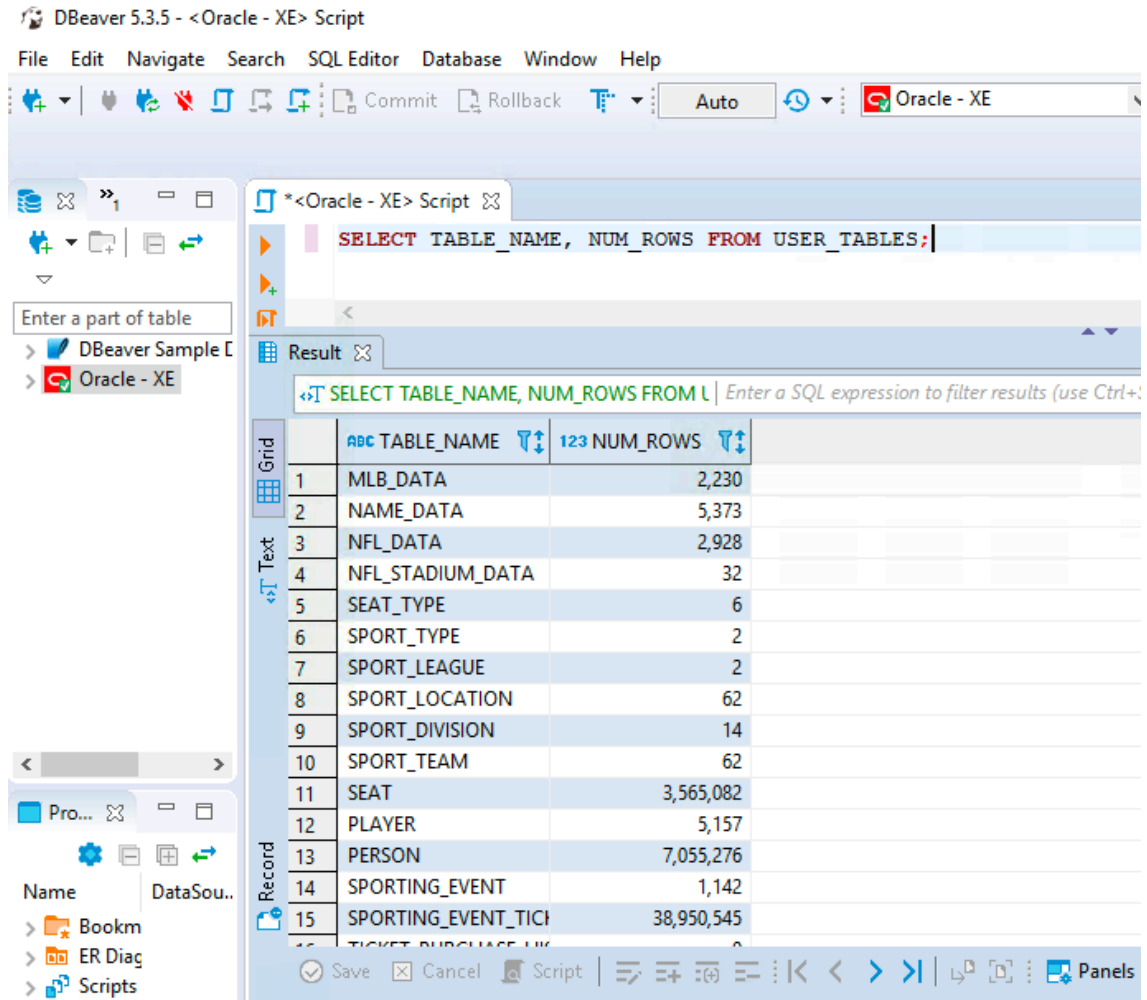 DBeaver 5.3.5 - <Oracle - XE> Script
File Edit Navigate Search SQL Editor Database Window Help
Commit Rollback Auto Oracle - XE
1
*<Oracle - XE> Script
SELECT TABLE_NAME, NUM_ROWS FROM USER_TABLES;
Enter a part of table
DBeaver Sample D
Oracle - XE
Result
SELECT TABLE_NAME, NUM_ROWS FROM U Enter a SQL expression to filter results (use Ctrl+S
Grid
Text
Record
ABC TABLE_NAME 123 NUM_ROWS
1 MLB_DATA 2,230
2 NAME_DATA 5,373
3 NFL_DATA 2,928
4 NFL_STADIUM_DATA 32
5 SEAT_TYPE 6
6 SPORT_TYPE 2
7 SPORT_LEAGUE 2
8 SPORT_LOCATION 62
9 SPORT_DIVISION 14
10 SPORT_TEAM 62
11 SEAT 3,565,082
12 PLAYER 5,157
13 PERSON 7,055,276
14 SPORTING_EVENT 1,142
15 SPORTING_EVENT_TICK 38,950,545
Pro...
Name DataSou..
Bookm
ER Diag
Scripts
Save Cancel Script Panels